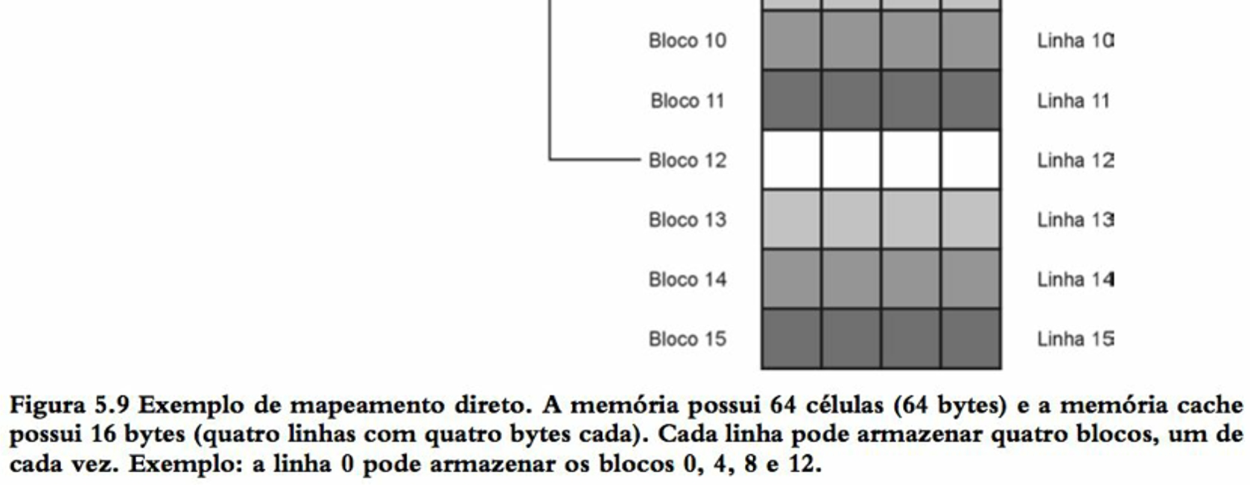 Bloco 10 Linha 10
Bloco 11 Linha 11
Bloco 12 Linha 12
Bloco 13 Linha 13
Bloco 14 Linha 14
Bloco 15 Linha 15
Figura 5.9 Exemplo de mapeamento direto. A memória possui 64 células (64 bytes) e a memória cache
possui 16 bytes (quatro linhas com quatro bytes cada). Cada linha pode armazenar quatro blocos, um de
cada vez. Exemplo: a linha 0 pode armazenar os blocos 0, 4, 8 e 12.